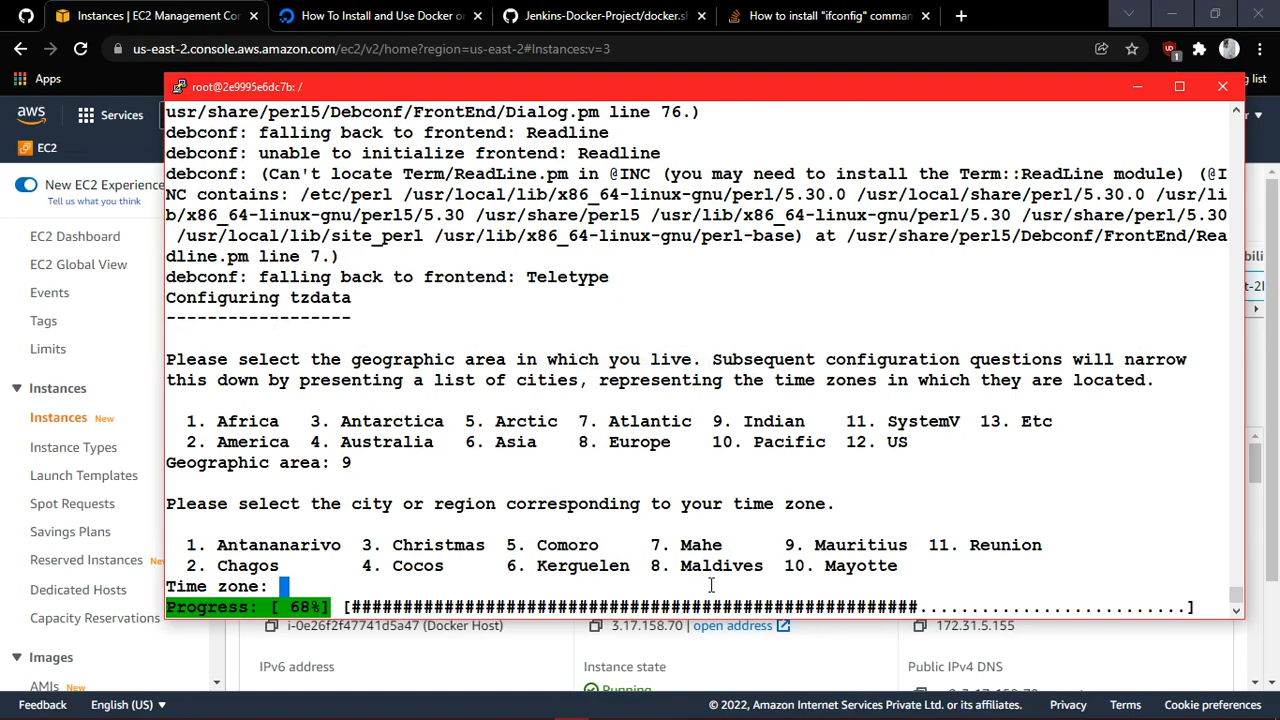 Instances | EC2 Management Co
How To Install and Use Docker o
Jenkins-Docker-Project/docker.s
How to install "ifconfig" comman
us-east-2.console.aws.amazon.com/ec2/v2/home?region=us-east-2#Instances:v=3
1
Apps
root@2e9995e6dc7b: /
ng list
aws
Services
EC2
usr/share/perl5/Debconf/FrontEnd/Dialog.pm line 76.)
debconf: falling back to frontend: Readline
debconf: unable to initialize frontend: Readline
debconf: (Can't locate Term/ReadLine.pm in @INC (you may need to install the Term::ReadLine module) (@I
NC contains: /etc/perl /usr/local/lib/x86_64-linux-gnu/perl/5.30.0 /usr/local/share/perl/5.30.0 /usr/li
b/x86_64-linux-gnu/perl5/5.30 /usr/share/perl5 /usr/lib/x86_64-linux-gnu/perl/5.30 /usr/share/perl/5.30
/usr/local/lib/site_perl /usr/lib/x86_64-linux-gnu/perl-base) at /usr/share/perl5/Debconf/FrontEnd/Rea
dline.pm line 7.)
debconf: falling back to frontend: Teletype
Configuring tzdata
------------------
Please select the geographic area in which you live. Subsequent configuration questions will narrow
this down by presenting a list of cities, representing the time zones in which they are located.
1. Africa 3. Antarctica 5. Arctic 7. Atlantic 9. Indian 11. SystemV 13. Etc
2. America 4. Australia 6. Asia 8. Europe 10. Pacific 12. US
Geographic area: 9
Please select the city or region corresponding to your time zone.
1. Antananarivo 3. Christmas 5. Comoro 7. Mahe 9. Mauritius 11. Reunion
2. Chagos 4. Cocos 6. Kerguelen 8. Maldives 10. Mayotte
Time zone:
Progress: [ 68%] [#######################################################..........................]
New EC2 Experience
Tell us what you think
EC2 Dashboard
EC2 Global View
Events
Tags
Limits
Instances
Instances New
Instance Types
Launch Templates
Spot Requests
Savings Plans
Reserved Instances New
Dedicated Hosts
Capacity Reservations
Images
AMIs New
bili
t-2
i-0e26f2f47741d5a47 (Docker Host)
3.17.158.70 | open address
172.31.5.155
IPv6 address
Instance state
Public IPv4 DNS
Running
Feedback
English (US)
© 2022, Amazon Internet Services Private Ltd. or its affiliates.
Privacy
Terms
Cookie preferences